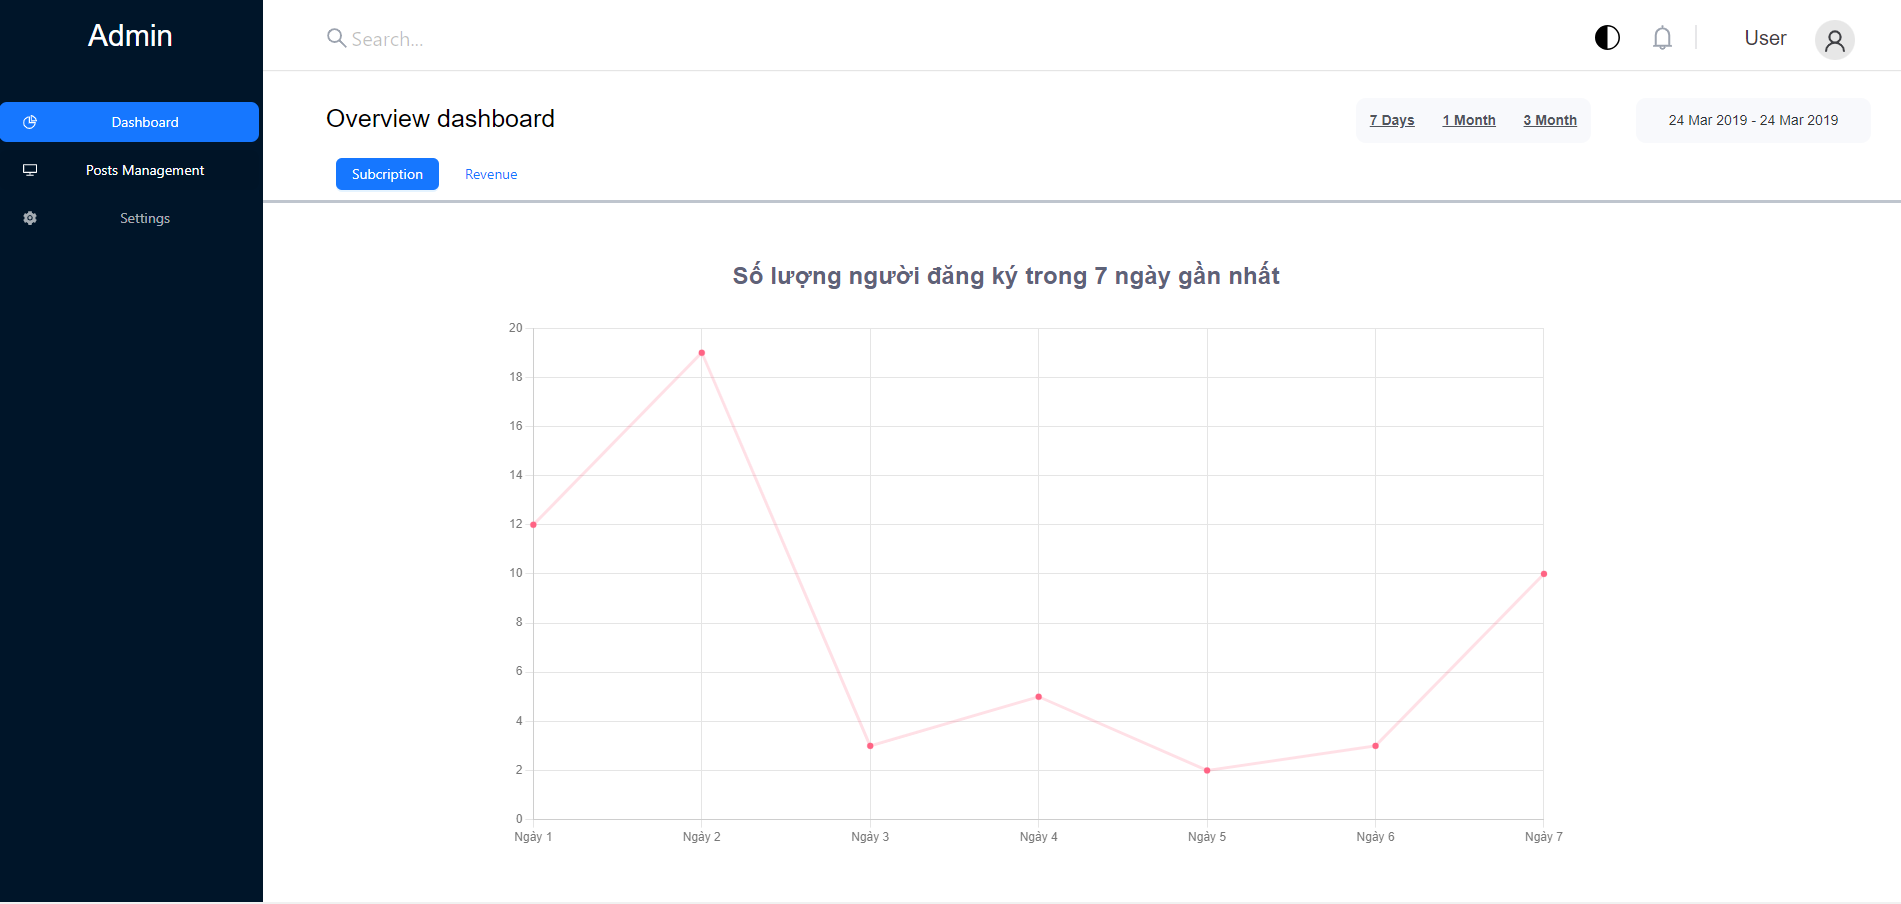 Admin
Search...
User
Dashboard
Posts Management
Settings
Overview dashboard
7 Days 1 Month 3 Month
24 Mar 2019 - 24 Mar 2019
Subcription
Revenue
Số lượng người đăng ký trong 7 ngày gần nhất
20
18
16
14
12
10
8
6
4
2
0
Ngày 1 Ngày 2 Ngày 3 Ngày 4 Ngày 5 Ngày 6 Ngày 7